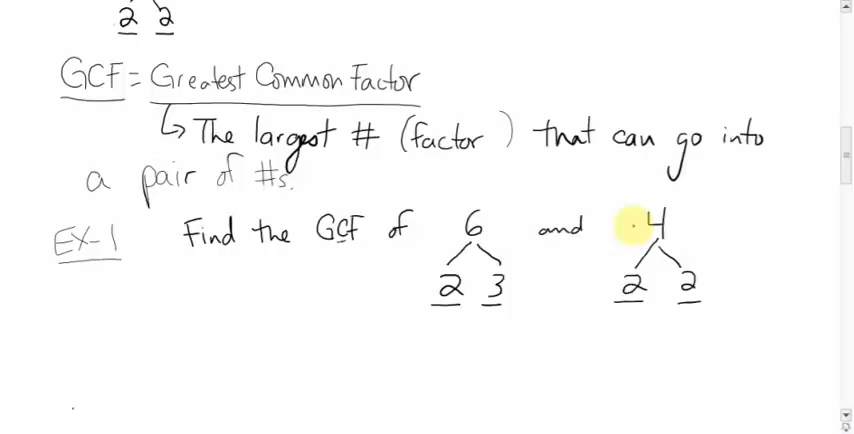 2 2
GCF = Greatest Common Factor
↳ The largest # (factor) that can go into
a pair of #s.
EX-1 Find the GCF of 6 and 4
2 3 2 2